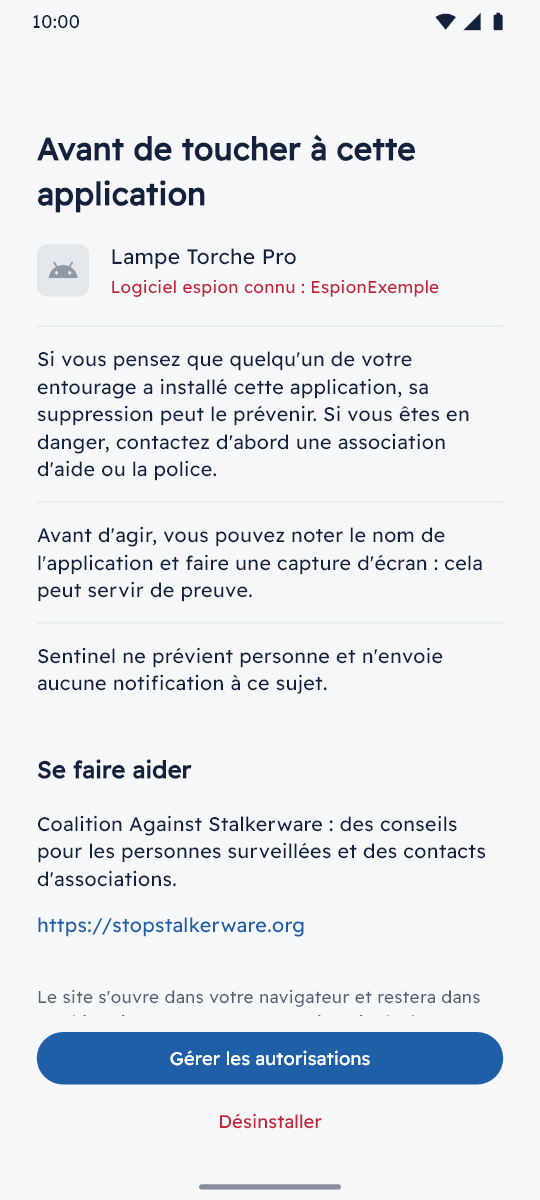 10:00
Avant de toucher à cette
application
Lampe Torche Pro
Logiciel espion connu : EspionExemple
Si vous pensez que quelqu'un de votre
entourage a installé cette application, sa
suppression peut le prévenir. Si vous êtes en
danger, contactez d'abord une association
d'aide ou la police.
Avant d'agir, vous pouvez noter le nom de
l'application et faire une capture d'écran : cela
peut servir de preuve.
Sentinel ne prévient personne et n'envoie
aucune notification à ce sujet.
Se faire aider
Coalition Against Stalkerware : des conseils
pour les personnes surveillées et des contacts
d'associations.
https://stopstalkerware.org
Le site s'ouvre dans votre navigateur et restera dans
Gérer les autorisations
Désinstaller